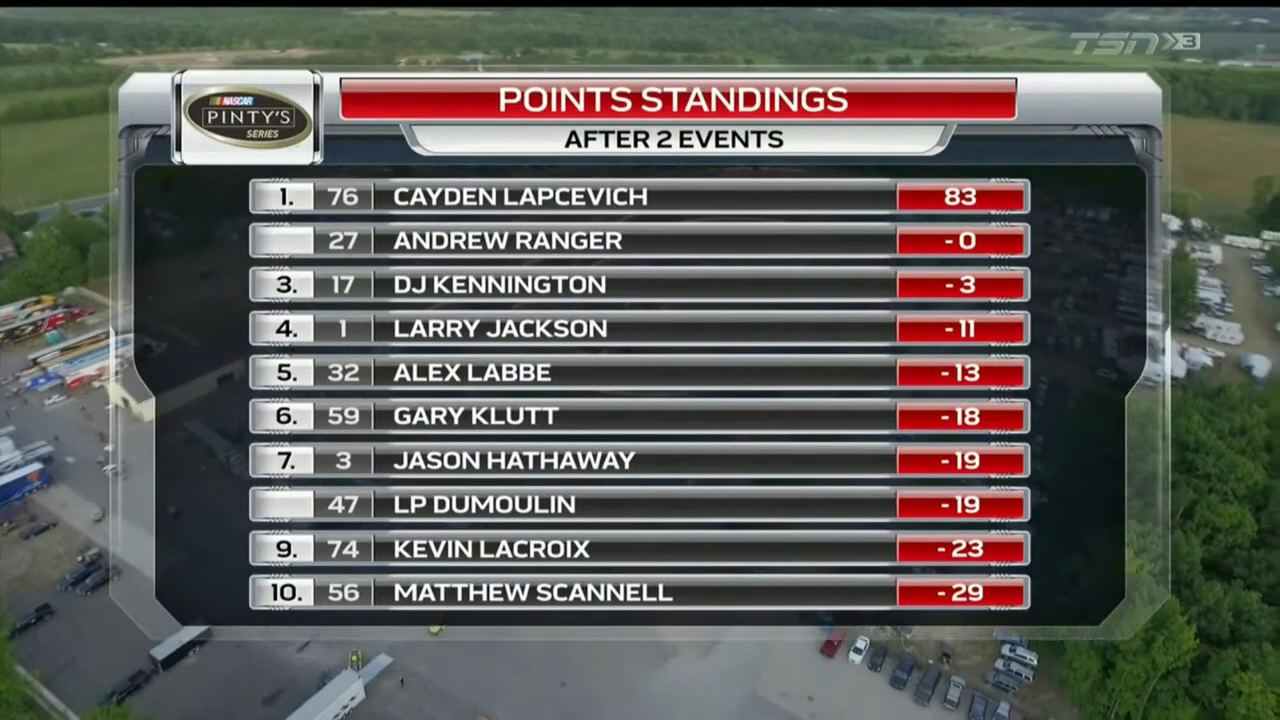 TSN 3
NASCAR
PINTY'S
SERIES
POINTS STANDINGS
AFTER 2 EVENTS
1. 76 CAYDEN LAPCEVICH 83
27 ANDREW RANGER - 0
3. 17 DJ KENNINGTON - 3
4. 1 LARRY JACKSON - 11
5. 32 ALEX LABBE - 13
6. 59 GARY KLUTT - 18
7. 3 JASON HATHAWAY - 19
47 LP DUMOULIN - 19
9. 74 KEVIN LACROIX - 23
10. 56 MATTHEW SCANNELL - 29